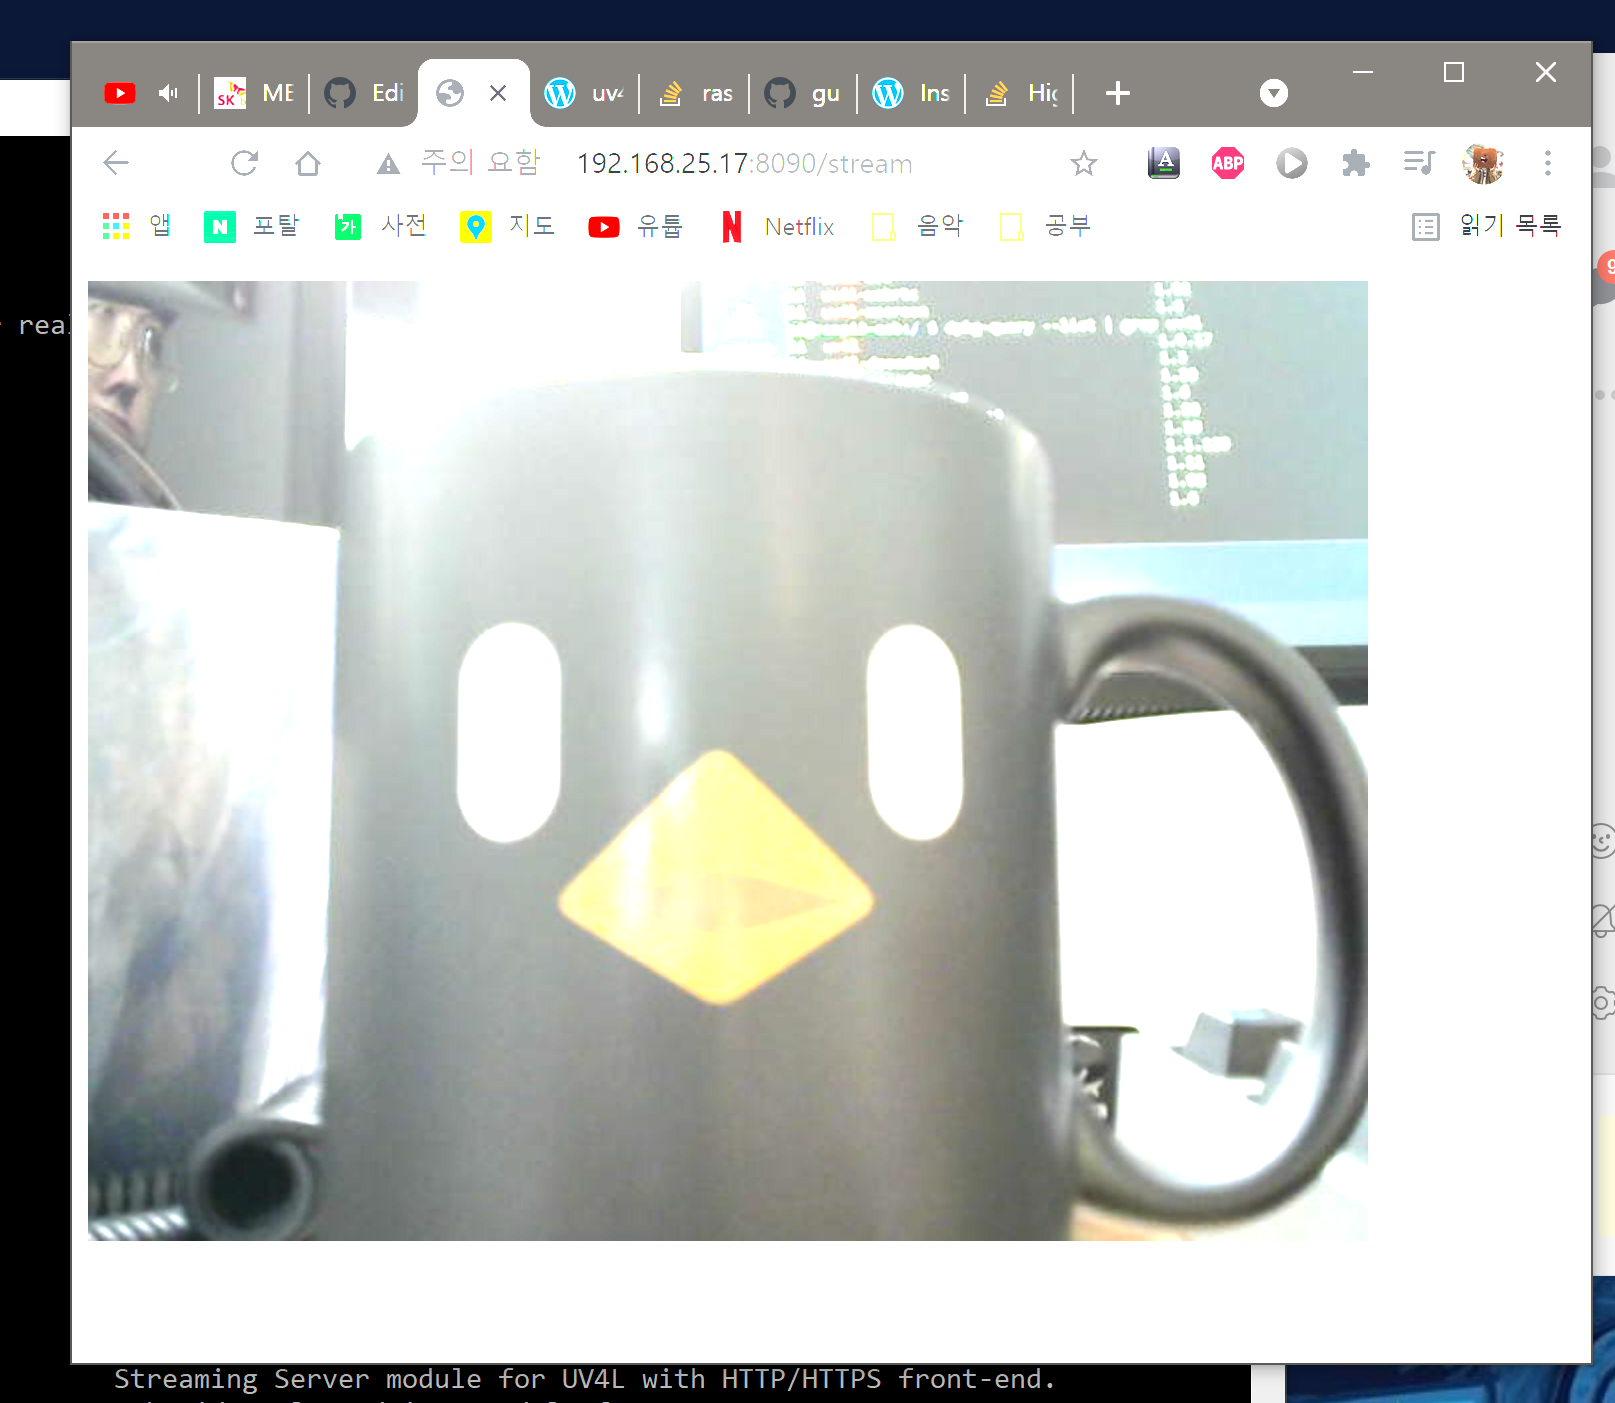 ME
Edi
uv4
ras
gu
Ins
Hig
주의 요함 192.168.25.17:8090/stream
앱 포탈 사전 지도 유튭 Netflix 음악 공부 읽기 목록
r real
Streaming Server module for UV4L with HTTP/HTTPS front-end.